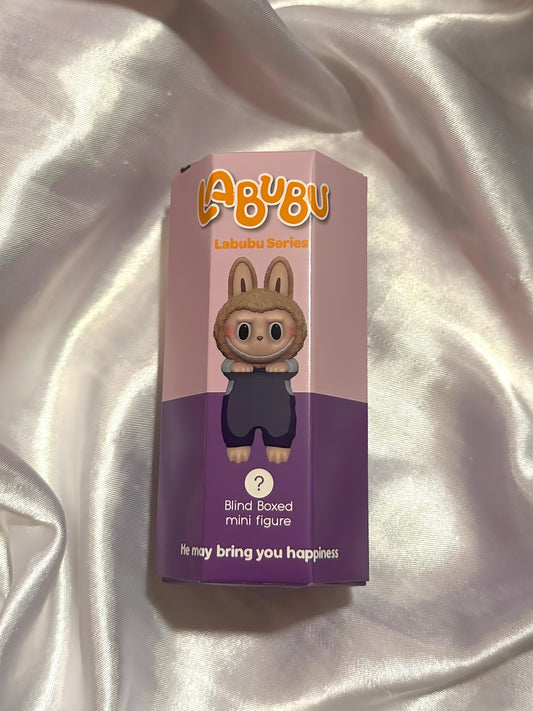 LABUBU
Labubu Series
?
Blind Boxed
mini figure
He may bring you happiness